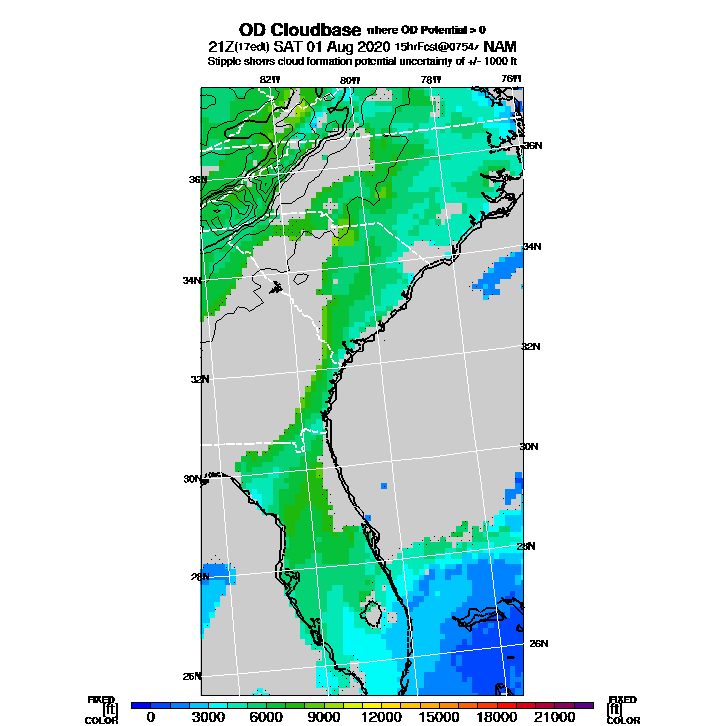 OD Cloudbase where OD Potential > 0
21Z(17edt) SAT 01 Aug 2020 15hrFcst@0754z NAM
Stipple shows cloud formation potential uncertainty of +/- 1000 ft
82W 80W 78W 76W
36N 36N
34N 34N
32N 32N
30N 30N
28N 28N
26N 26N
FIXED FIXED
[ft] [ft]
COLOR COLOR
0 3000 6000 9000 12000 15000 18000 21000